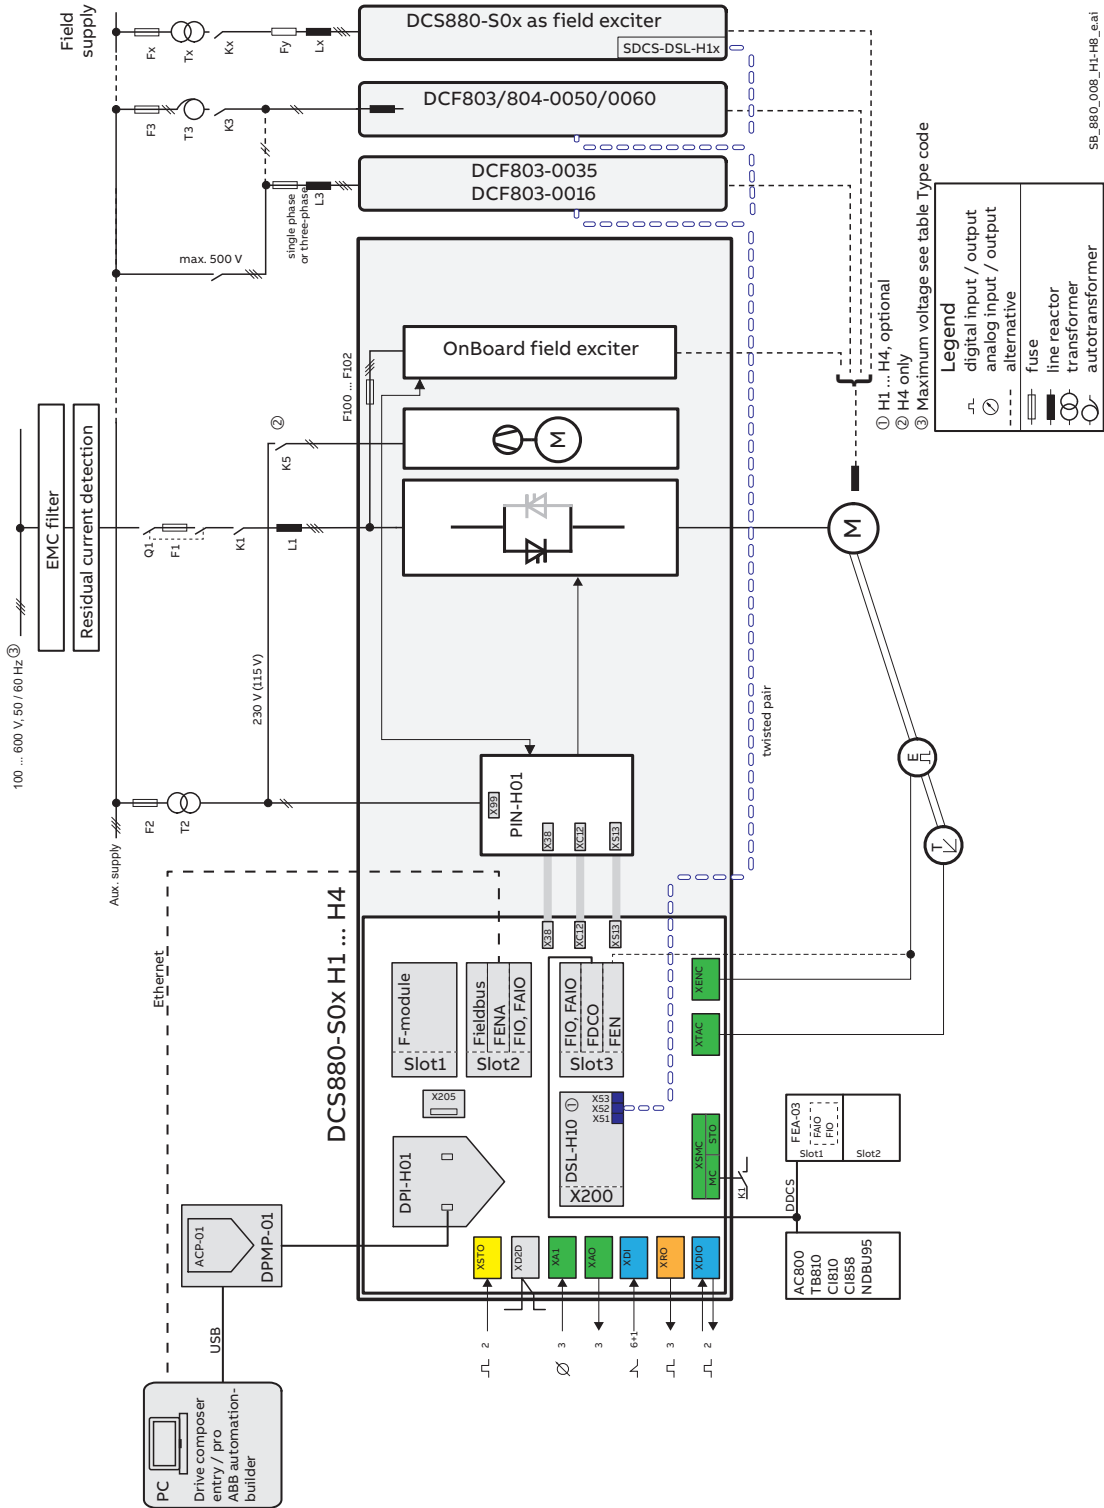 Field
supply
Fx
Tx
Kx
Fy
Lx
DCS880-S0x as field exciter
SDCS-DSL-H1x
F3
T3
K3
DCF803/804-0050/0060
single phase
or three-phase
L3
DCF803-0035
DCF803-0016
max. 500 V
EMC filter
Residual current detection
100 ... 600 V, 50 / 60 Hz ③
Q1
F1
K1
L1
K5
②
F100 ... F102
OnBoard field exciter
M
M
① H1 ... H4, optional
② H4 only
③ Maximum voltage see table Type code
Legend
digital input / output
analog input / output
alternative
fuse
line reactor
transformer
autotransformer
SB_880_008_H1-H8_e.ai
230 V (115 V)
Aux. supply
F2
T2
X99
PIN-H01
X38
XC12
XS13
twisted pair
E
T
Ethernet
DCS880-S0x H1 ... H4
X38
XC12
XS13
F-module
Slot1
Fieldbus
FENA
FIO, FAIO
Slot2
FIO, FAIO
FDCO
FEN
Slot3
XENC
XTAC
X205
DPI-H01
DSL-H10 ①
X53
X52
X51
X200
XSMC
MC
STO
K1
FEA-03
FAIO
FIO
Slot1
Slot2
DDCS
AC800
TB810
CI810
CI858
NDBU95
ACP-01
DPMP-01
USB
XSTO
XD2D
XA1
XAO
XDI
XRO
XDIO
2
3
3
6+1
3
2
PC
Drive composer
entry / pro
ABB automation-
builder